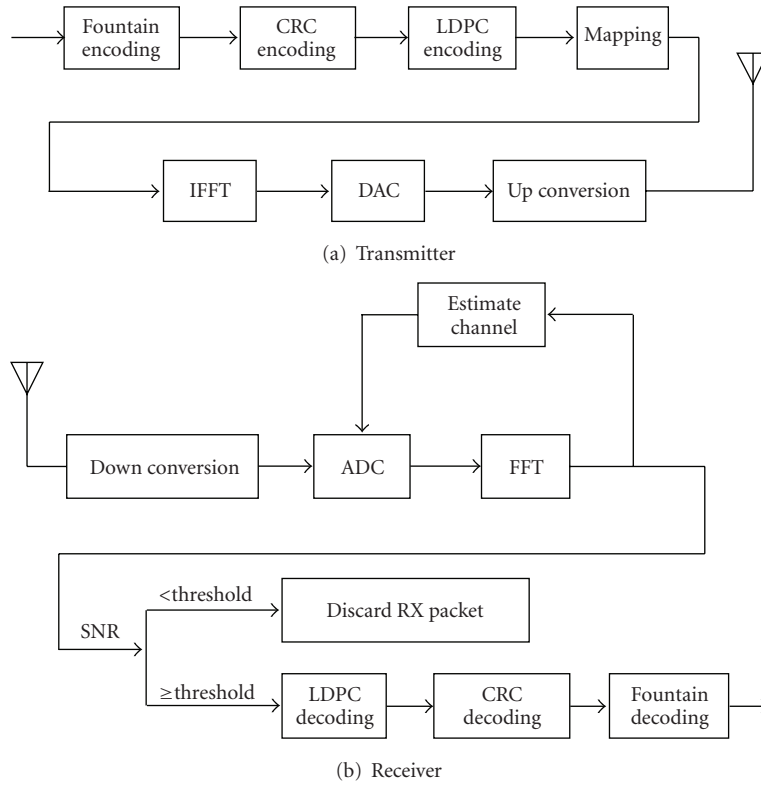 Fountain
encoding
CRC
encoding
LDPC
encoding
Mapping
IFFT
DAC
Up conversion
(a) Transmitter
Estimate
channel
Down conversion
ADC
FFT
SNR
<threshold
Discard RX packet
≥threshold
LDPC
decoding
CRC
decoding
Fountain
decoding
(b) Receiver